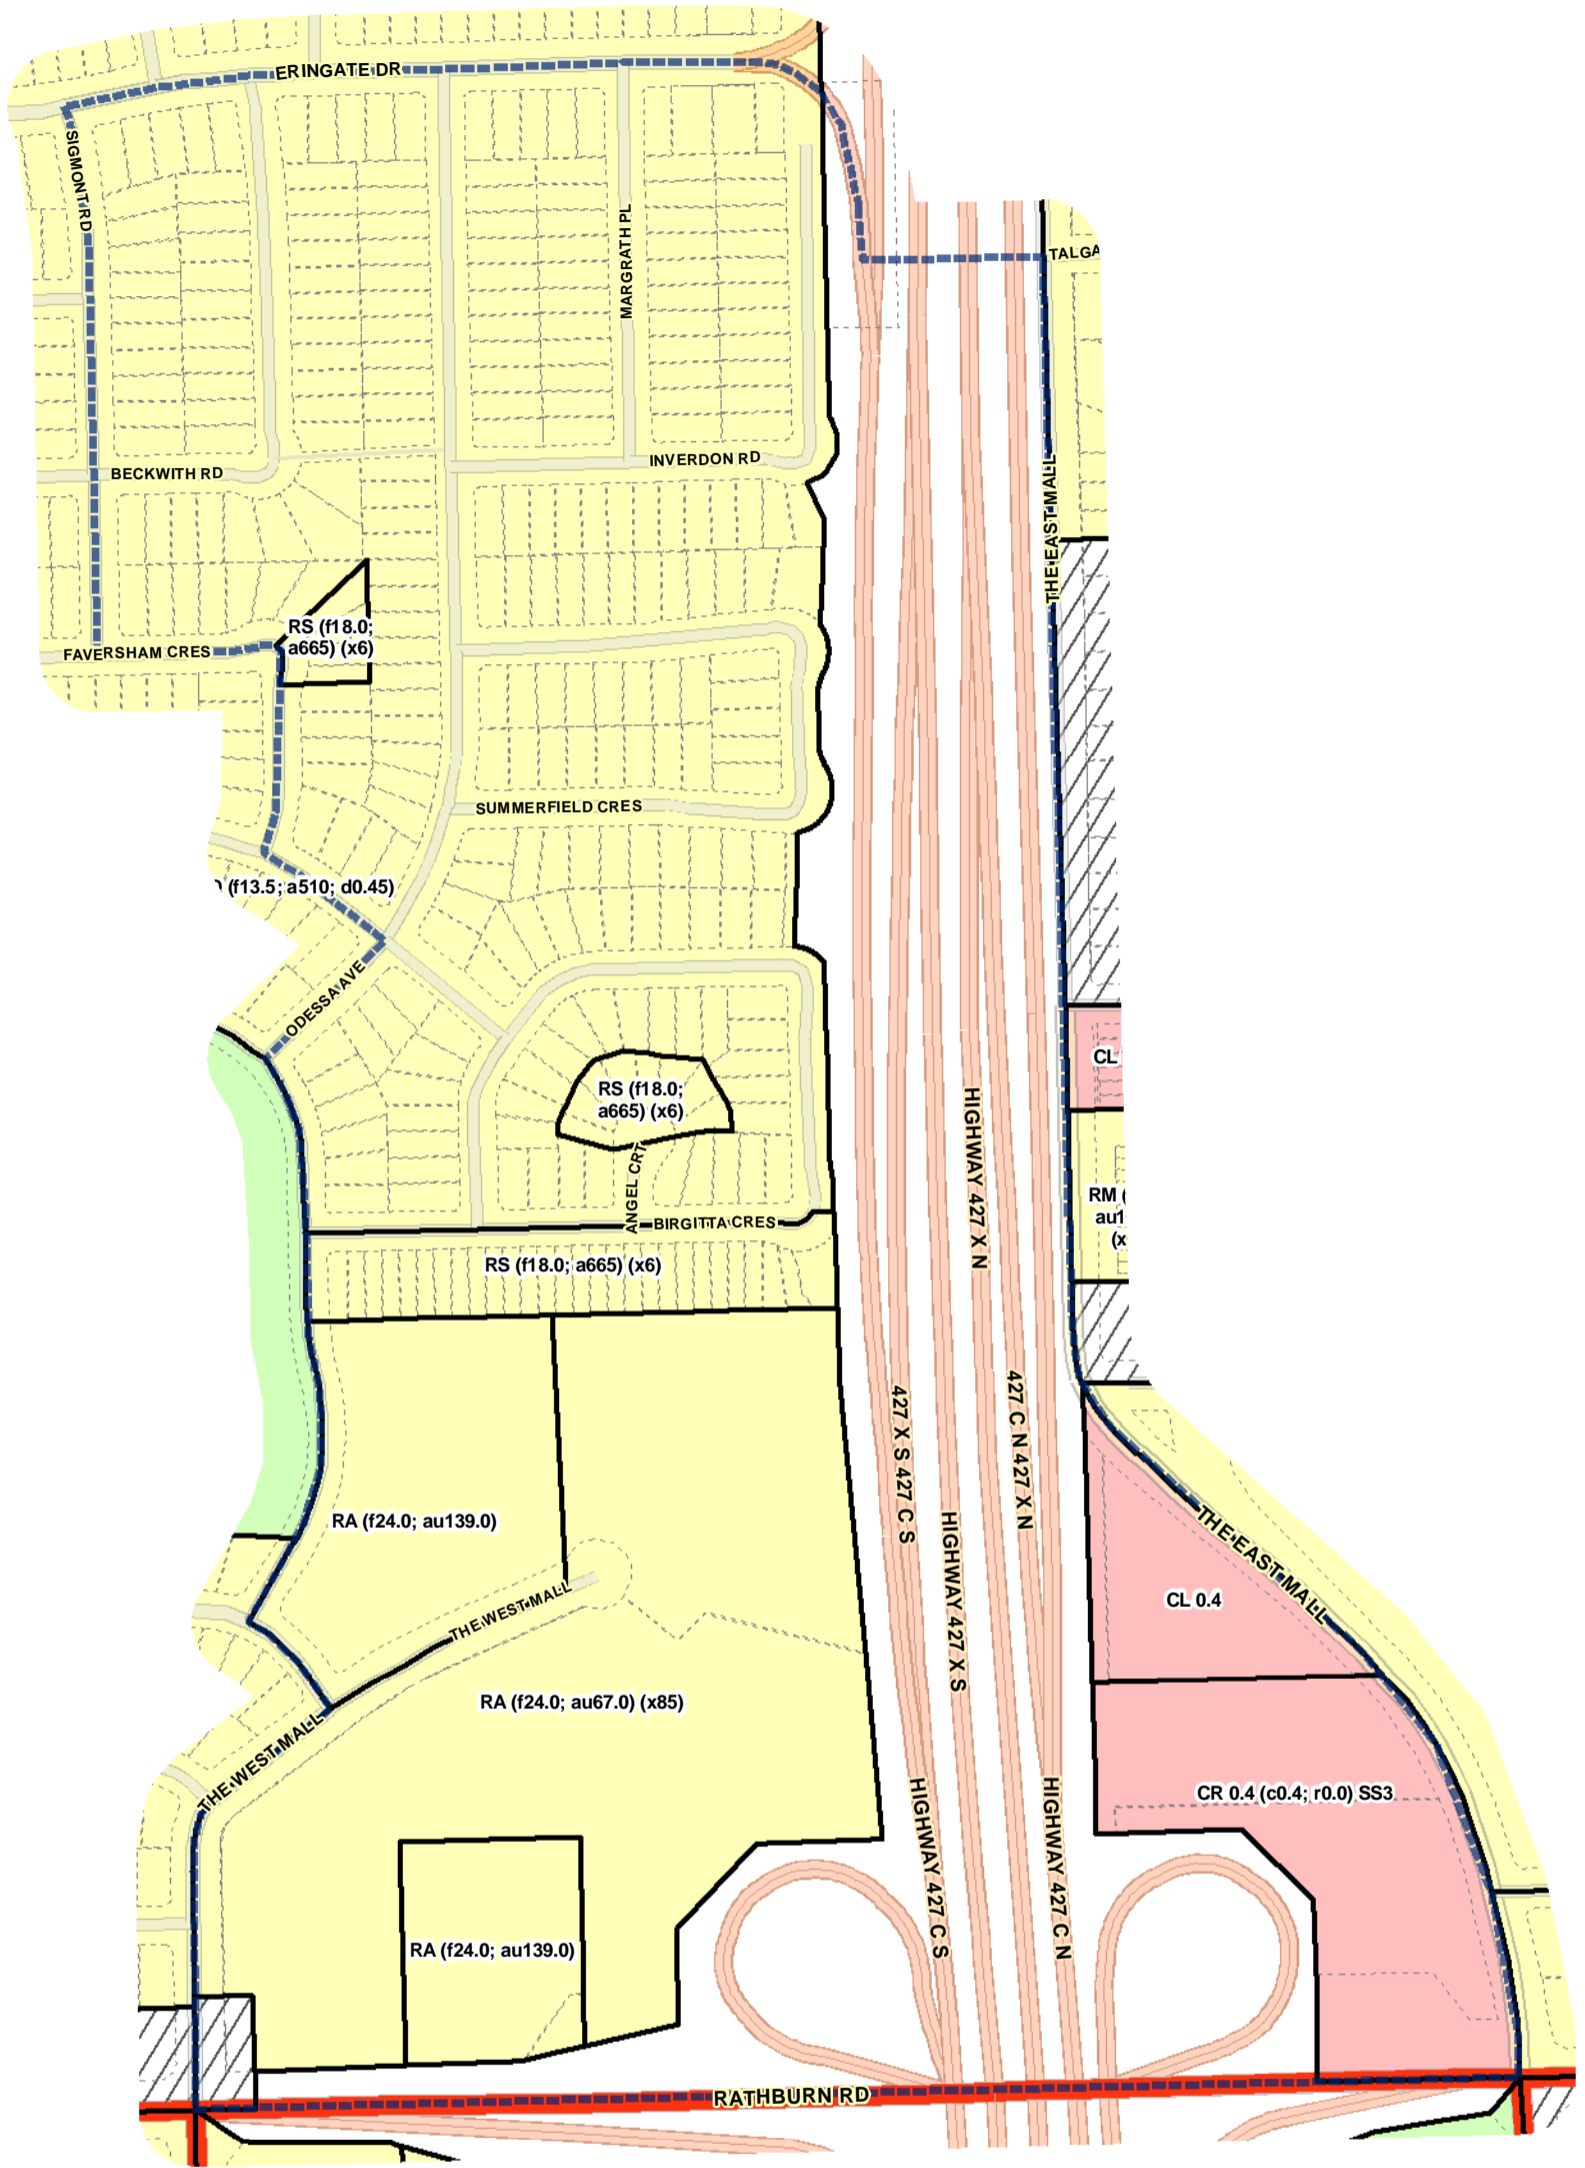 ERINGATE DR
SIGMONT RD
MARGRATH PL
TALGA
BECKWITH RD
INVERDON RD
THE EAST MALL
RS (f18.0;
a665) (x6)
FAVERSHAM CRES
SUMMERFIELD CRES
(f13.5; a510; d0.45)
ODESSA AVE
CL
RS (f18.0;
a665) (x6)
ANGEL CRT
BIRGITTA CRES
HIGHWAY 427 X N
RM (
au1
(x
RS (f18.0; a665) (x6)
427 X S 427 C S
427 C N 427 X N
RA (f24.0; au139.0)
HIGHWAY 427 X S
THE EAST MALL
CL 0.4
THE WEST MALL
RA (f24.0; au67.0) (x85)
THE WEST MALL
CR 0.4 (c0.4; r0.0) SS3
HIGHWAY 427 C S
HIGHWAY 427 C N
RA (f24.0; au139.0)
RATHBURN RD